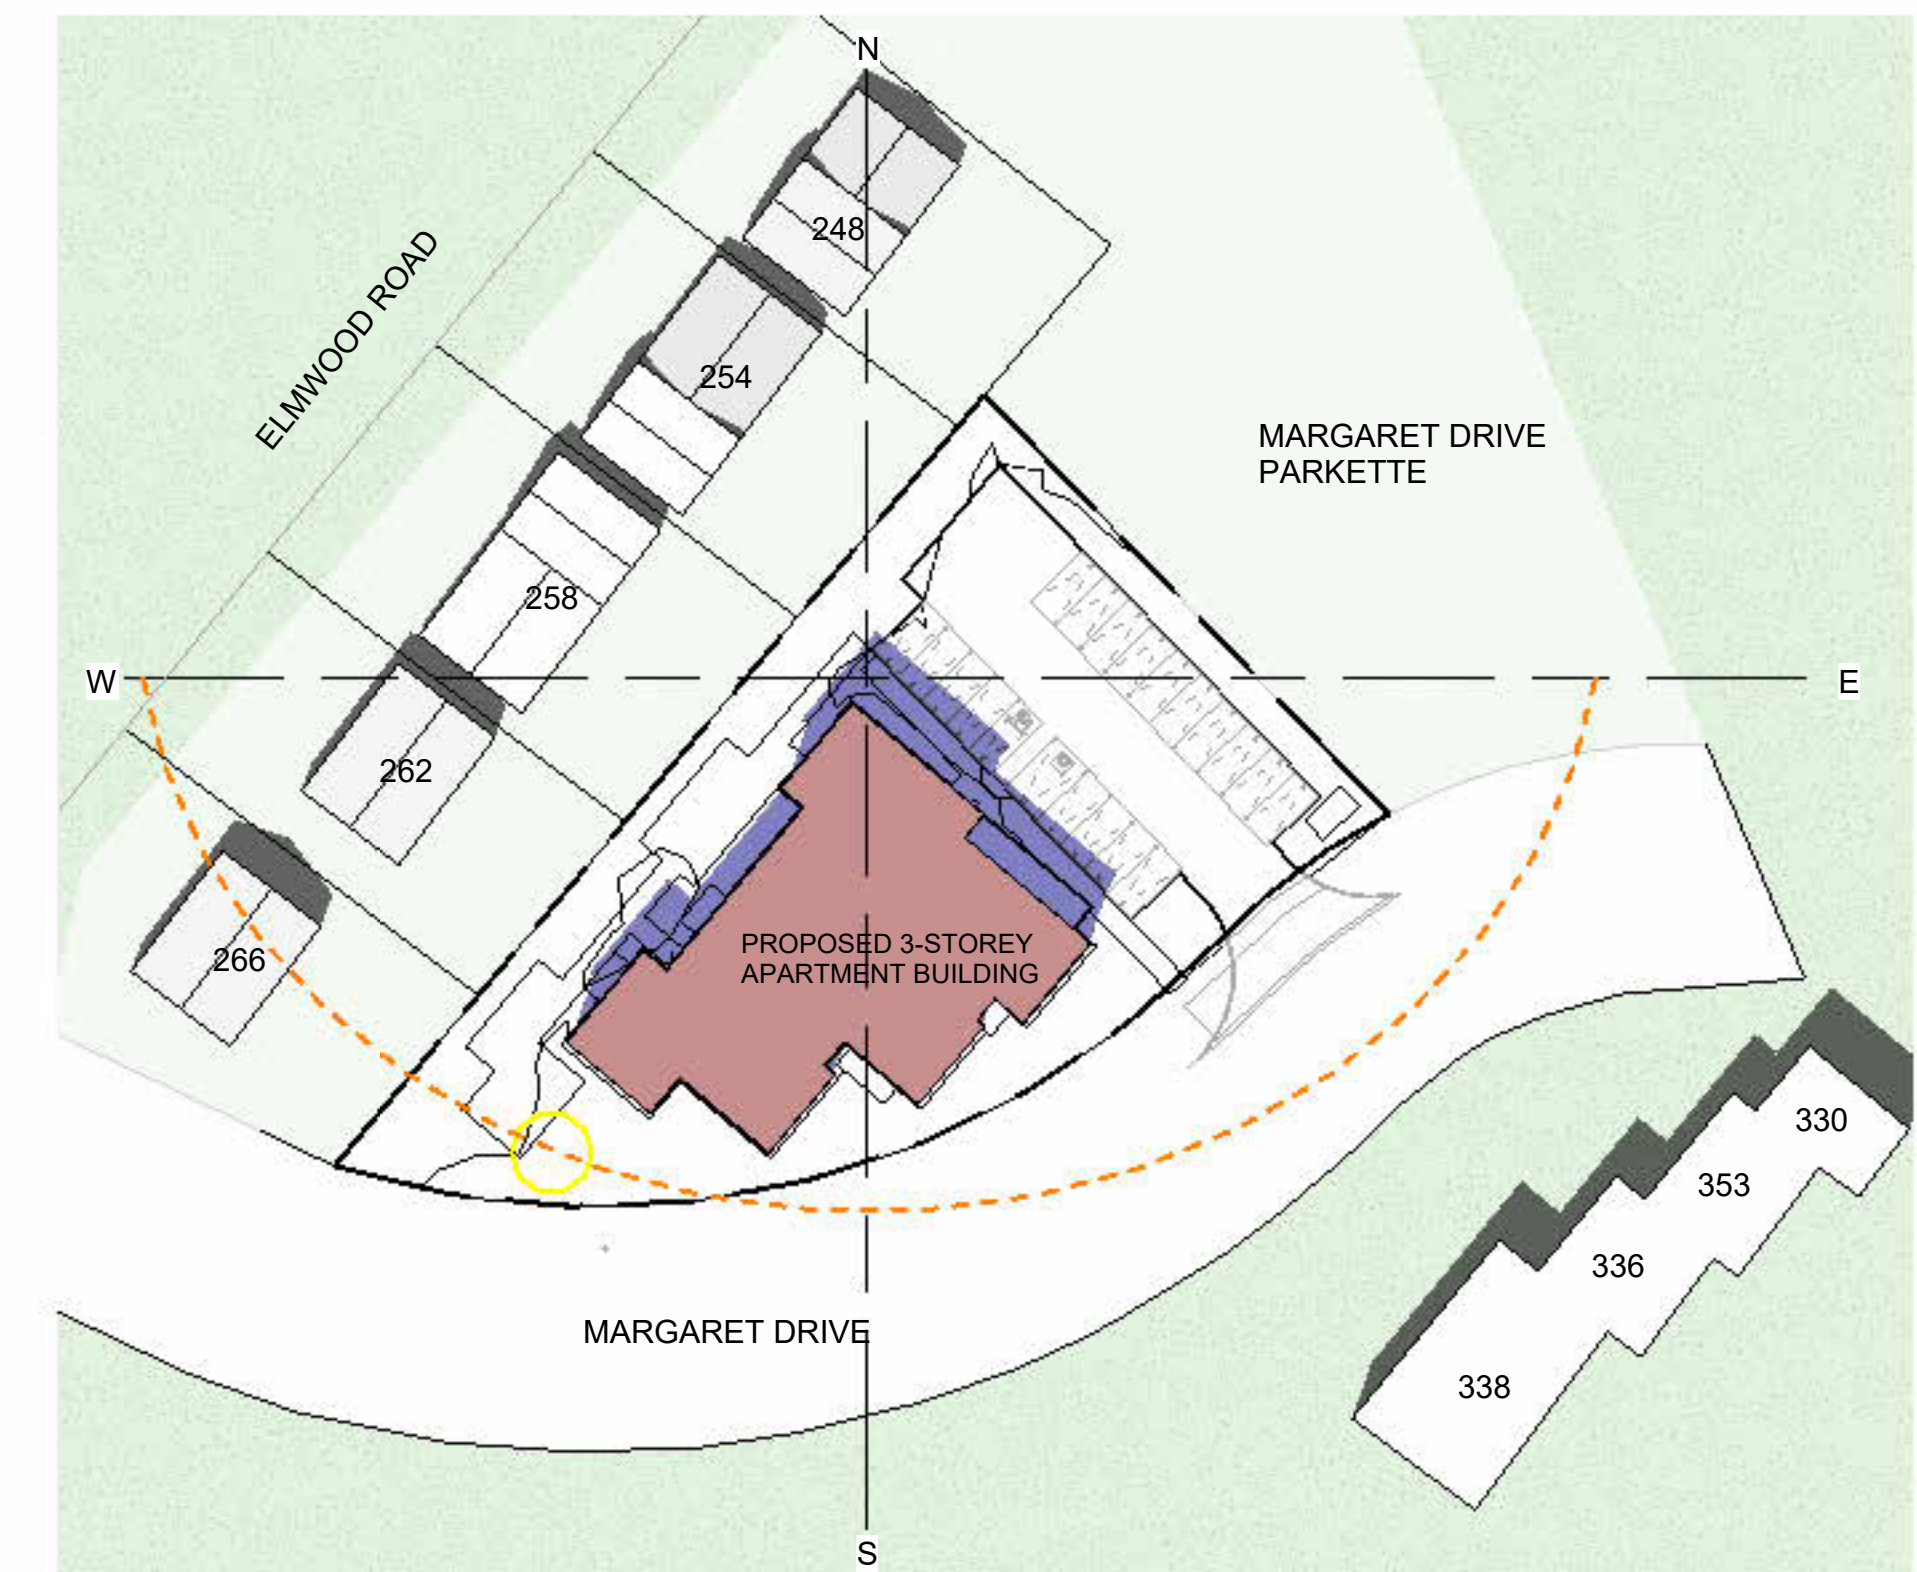 N
248
ELMWOOD ROAD
254
MARGARET DRIVE
PARKETTE
258
W
E
262
266
PROPOSED 3-STOREY
APARTMENT BUILDING
330
353
336
MARGARET DRIVE
338
S